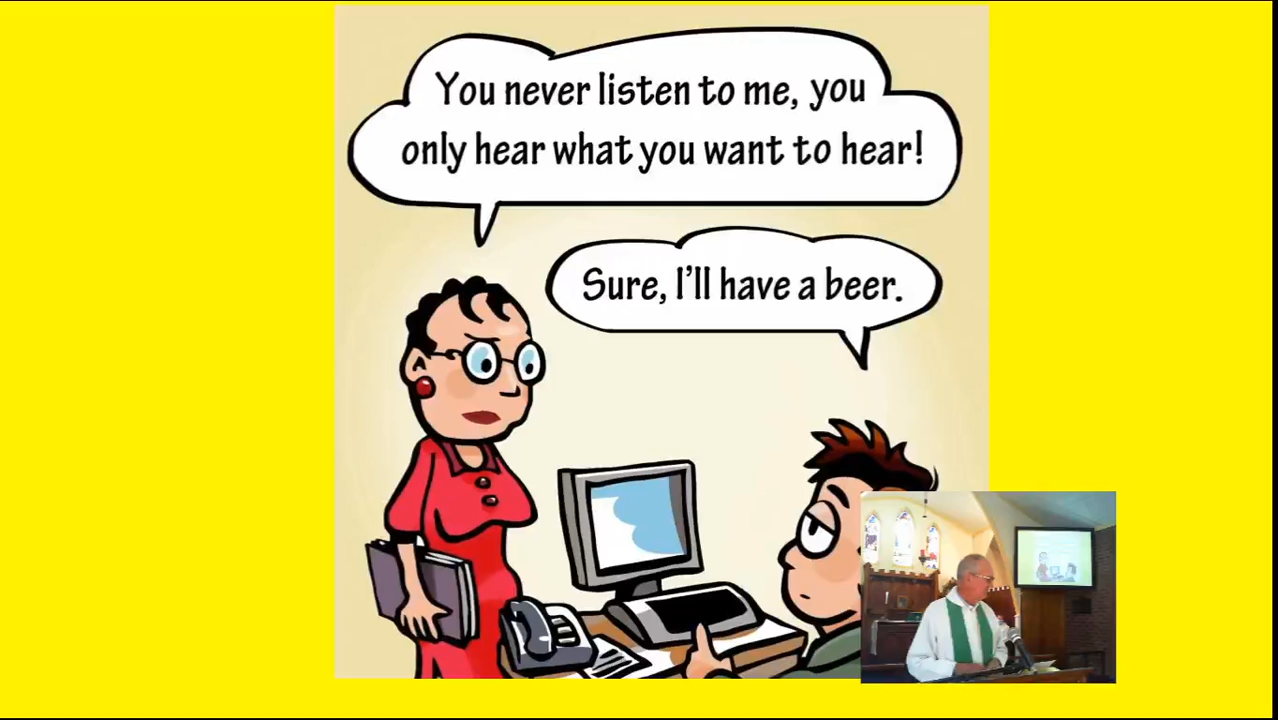 You never listen to me, you
only hear what you want to hear!
Sure, I'll have a beer.